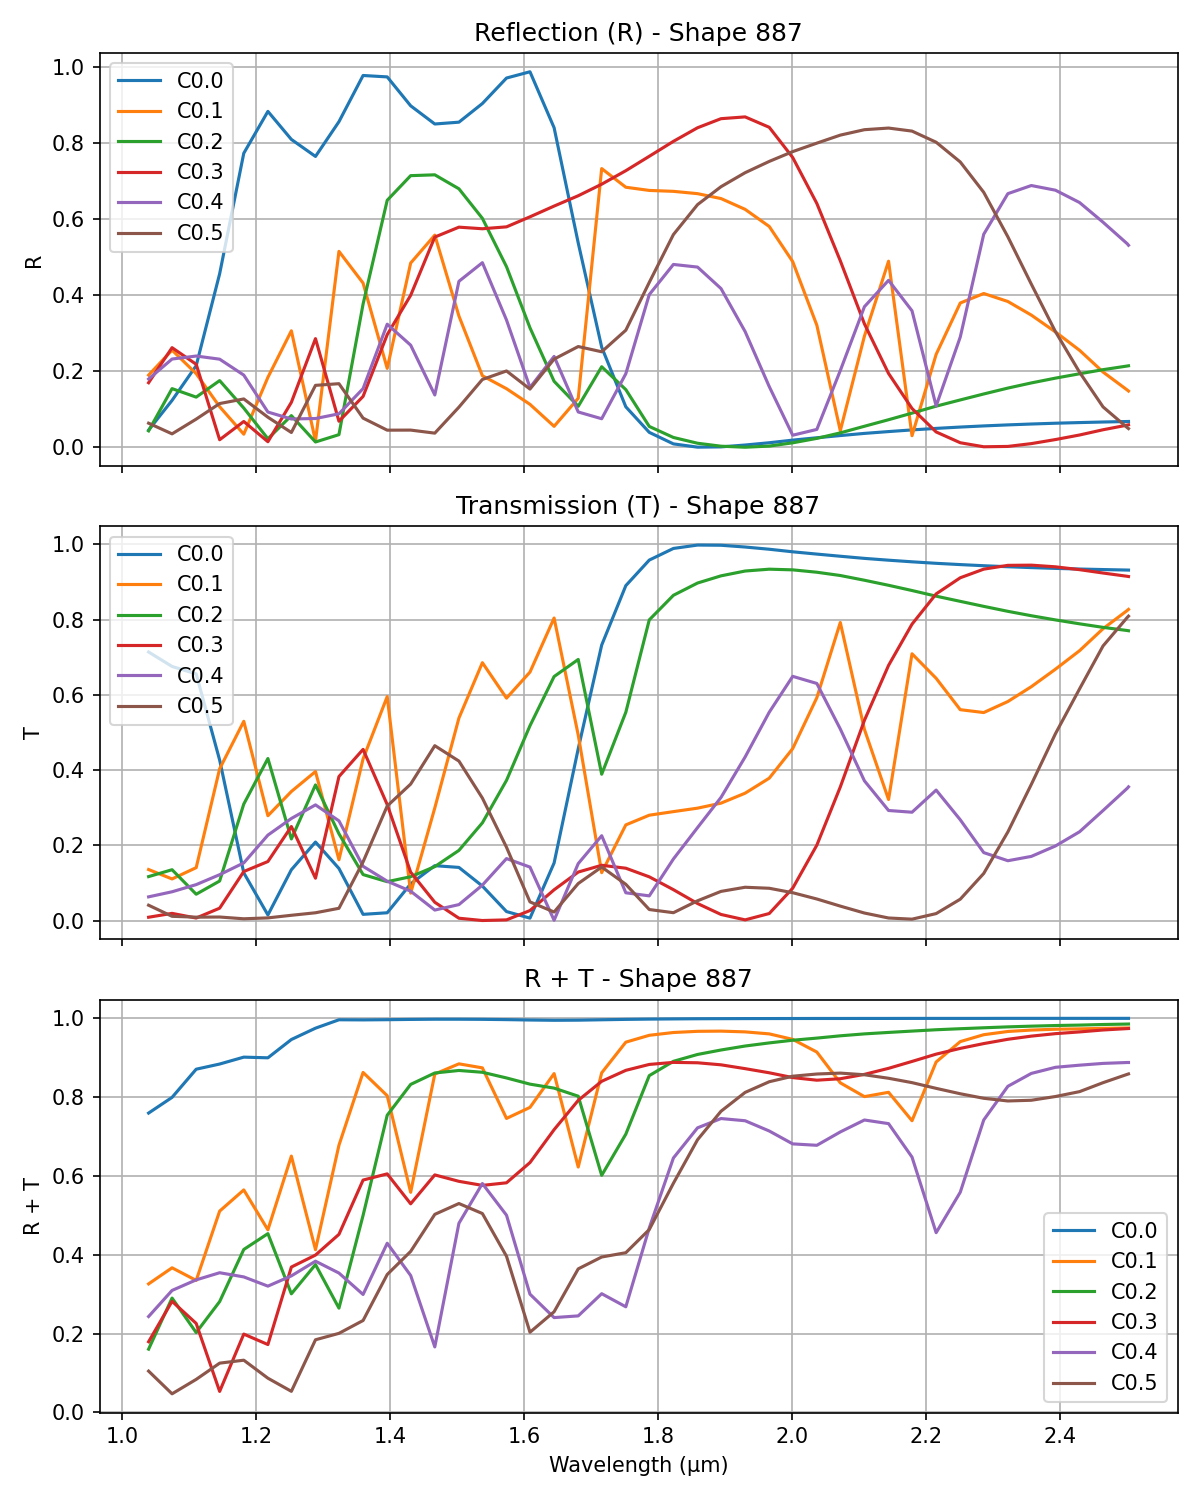 Reflection (R) - Shape 887
1.0
0.8
0.6
0.4
0.2
0.0
R
C0.0
C0.1
C0.2
C0.3
C0.4
C0.5
Transmission (T) - Shape 887
1.0
0.8
0.6
0.4
0.2
0.0
T
C0.0
C0.1
C0.2
C0.3
C0.4
C0.5
R + T - Shape 887
1.0
0.8
0.6
0.4
0.2
0.0
R + T
C0.0
C0.1
C0.2
C0.3
C0.4
C0.5
1.0 1.2 1.4 1.6 1.8 2.0 2.2 2.4
Wavelength (μm)